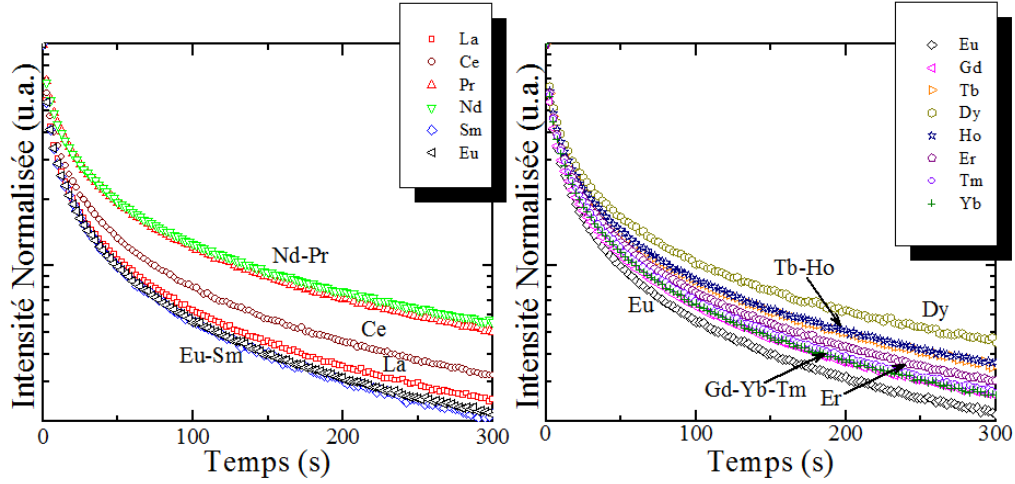 Intensité Normalisée (u.a.)
La
Ce
Pr
Nd
Sm
Eu
Nd-Pr
Ce
Eu-Sm
La
0
100
200
300
Temps (s)
Intensité Normalisée (u.a.)
Eu
Gd
Tb
Dy
Ho
Er
Tm
Yb
Tb-Ho
Eu
Dy
Gd-Yb-Tm
Er
0
100
200
300
Temps (s)